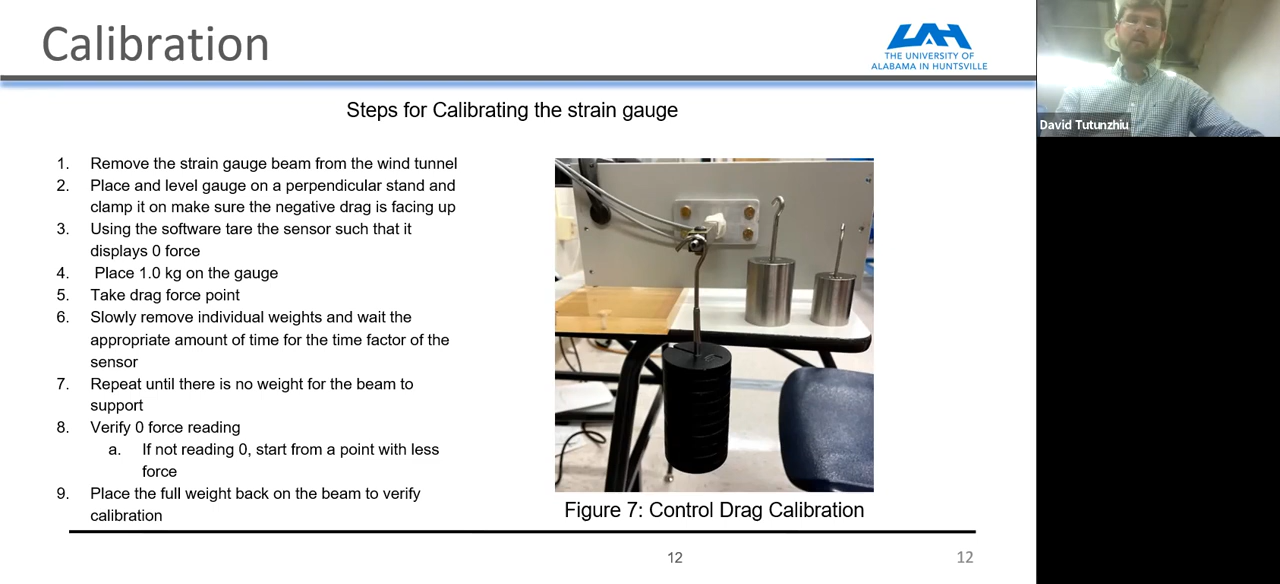 Calibration
UAH
THE UNIVERSITY OF
ALABAMA IN HUNTSVILLE
Steps for Calibrating the strain gauge
1. Remove the strain gauge beam from the wind tunnel
2. Place and level gauge on a perpendicular stand and
clamp it on make sure the negative drag is facing up
3. Using the software tare the sensor such that it
displays 0 force
4. Place 1.0 kg on the gauge
5. Take drag force point
6. Slowly remove individual weights and wait the
appropriate amount of time for the time factor of the
sensor
7. Repeat until there is no weight for the beam to
support
8. Verify 0 force reading
a. If not reading 0, start from a point with less
force
9. Place the full weight back on the beam to verify
calibration
Figure 7: Control Drag Calibration
12
12
David Tutunzhiu